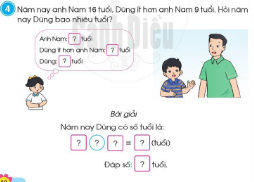 4 Năm nay anh Nam 16 tuổi, Dũng ít hơn anh Nam 9 tuổi. Hỏi năm
nay Dũng bao nhiêu tuổi?
Anh Nam: ? tuổi
Dũng ít hơn anh Nam: ? tuổi
Dũng: ? tuổi
Bài giải
Năm nay Dũng có số tuổi là:
? ? ? = ? (tuổi)
Đáp số: ? tuổi.